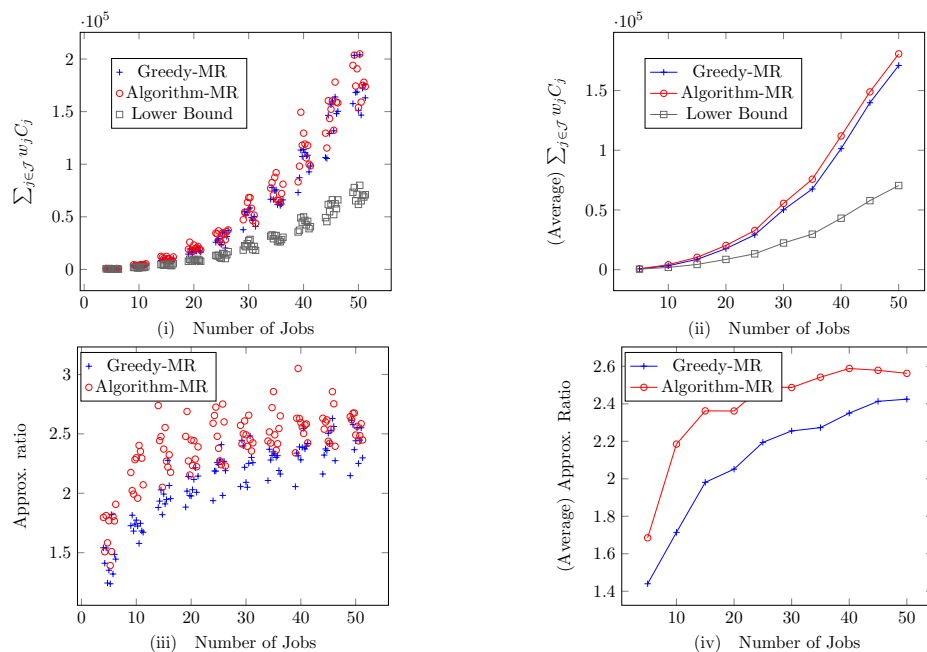 ·10^5
2
1.5
1
0.5
0
∑_{j∈𝒥} w_j C_j
Greedy-MR
Algorithm-MR
Lower Bound
0 10 20 30 40 50
(i) Number of Jobs
·10^5
1.5
1
0.5
0
(Average) ∑_{j∈𝒥} w_j C_j
Greedy-MR
Algorithm-MR
Lower Bound
10 20 30 40 50
(ii) Number of Jobs
3
2.5
2
1.5
Approx. ratio
Greedy-MR
Algorithm-MR
0 10 20 30 40 50
(iii) Number of Jobs
2.6
2.4
2.2
2
1.8
1.6
1.4
(Average) Approx. Ratio
Greedy-MR
Algorithm-MR
10 20 30 40 50
(iv) Number of Jobs